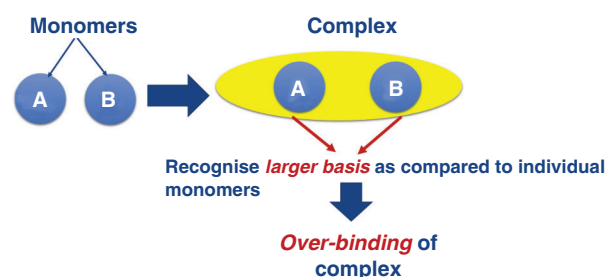 Monomers
Complex
A
B
A
B
Recognise larger basis as compared to individual
monomers
Over-binding of
complex